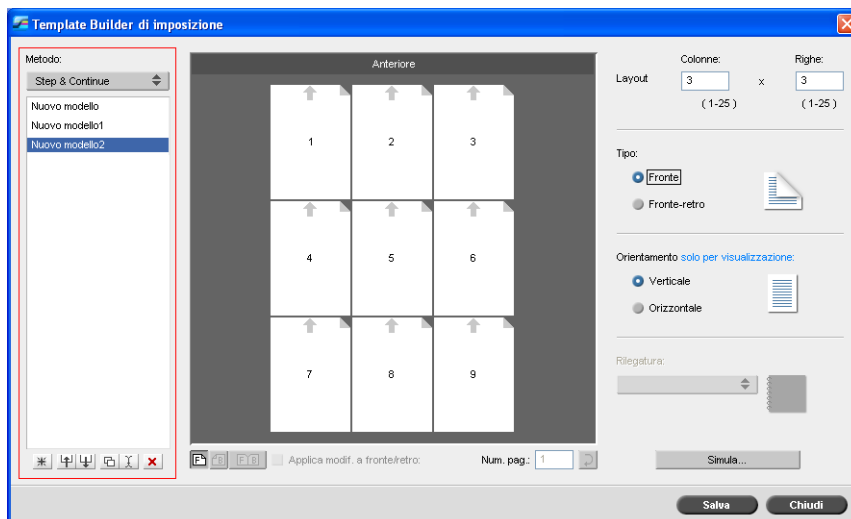 Template Builder di imposizione
Metodo:
Step & Continue
Nuovo modello
Nuovo modello1
Nuovo modello2
Anteriore
1 2 3
4 5 6
7 8 9
F B F B
Applica modif. a fronte/retro:
Num. pag.: 1
Colonne: Righe:
Layout 3 x 3
(1-25) (1-25)
Tipo:
Fronte
Fronte-retro
Orientamento solo per visualizzazione:
Verticale
Orizzontale
Rilegatura:
Simula...
Salva Chiudi